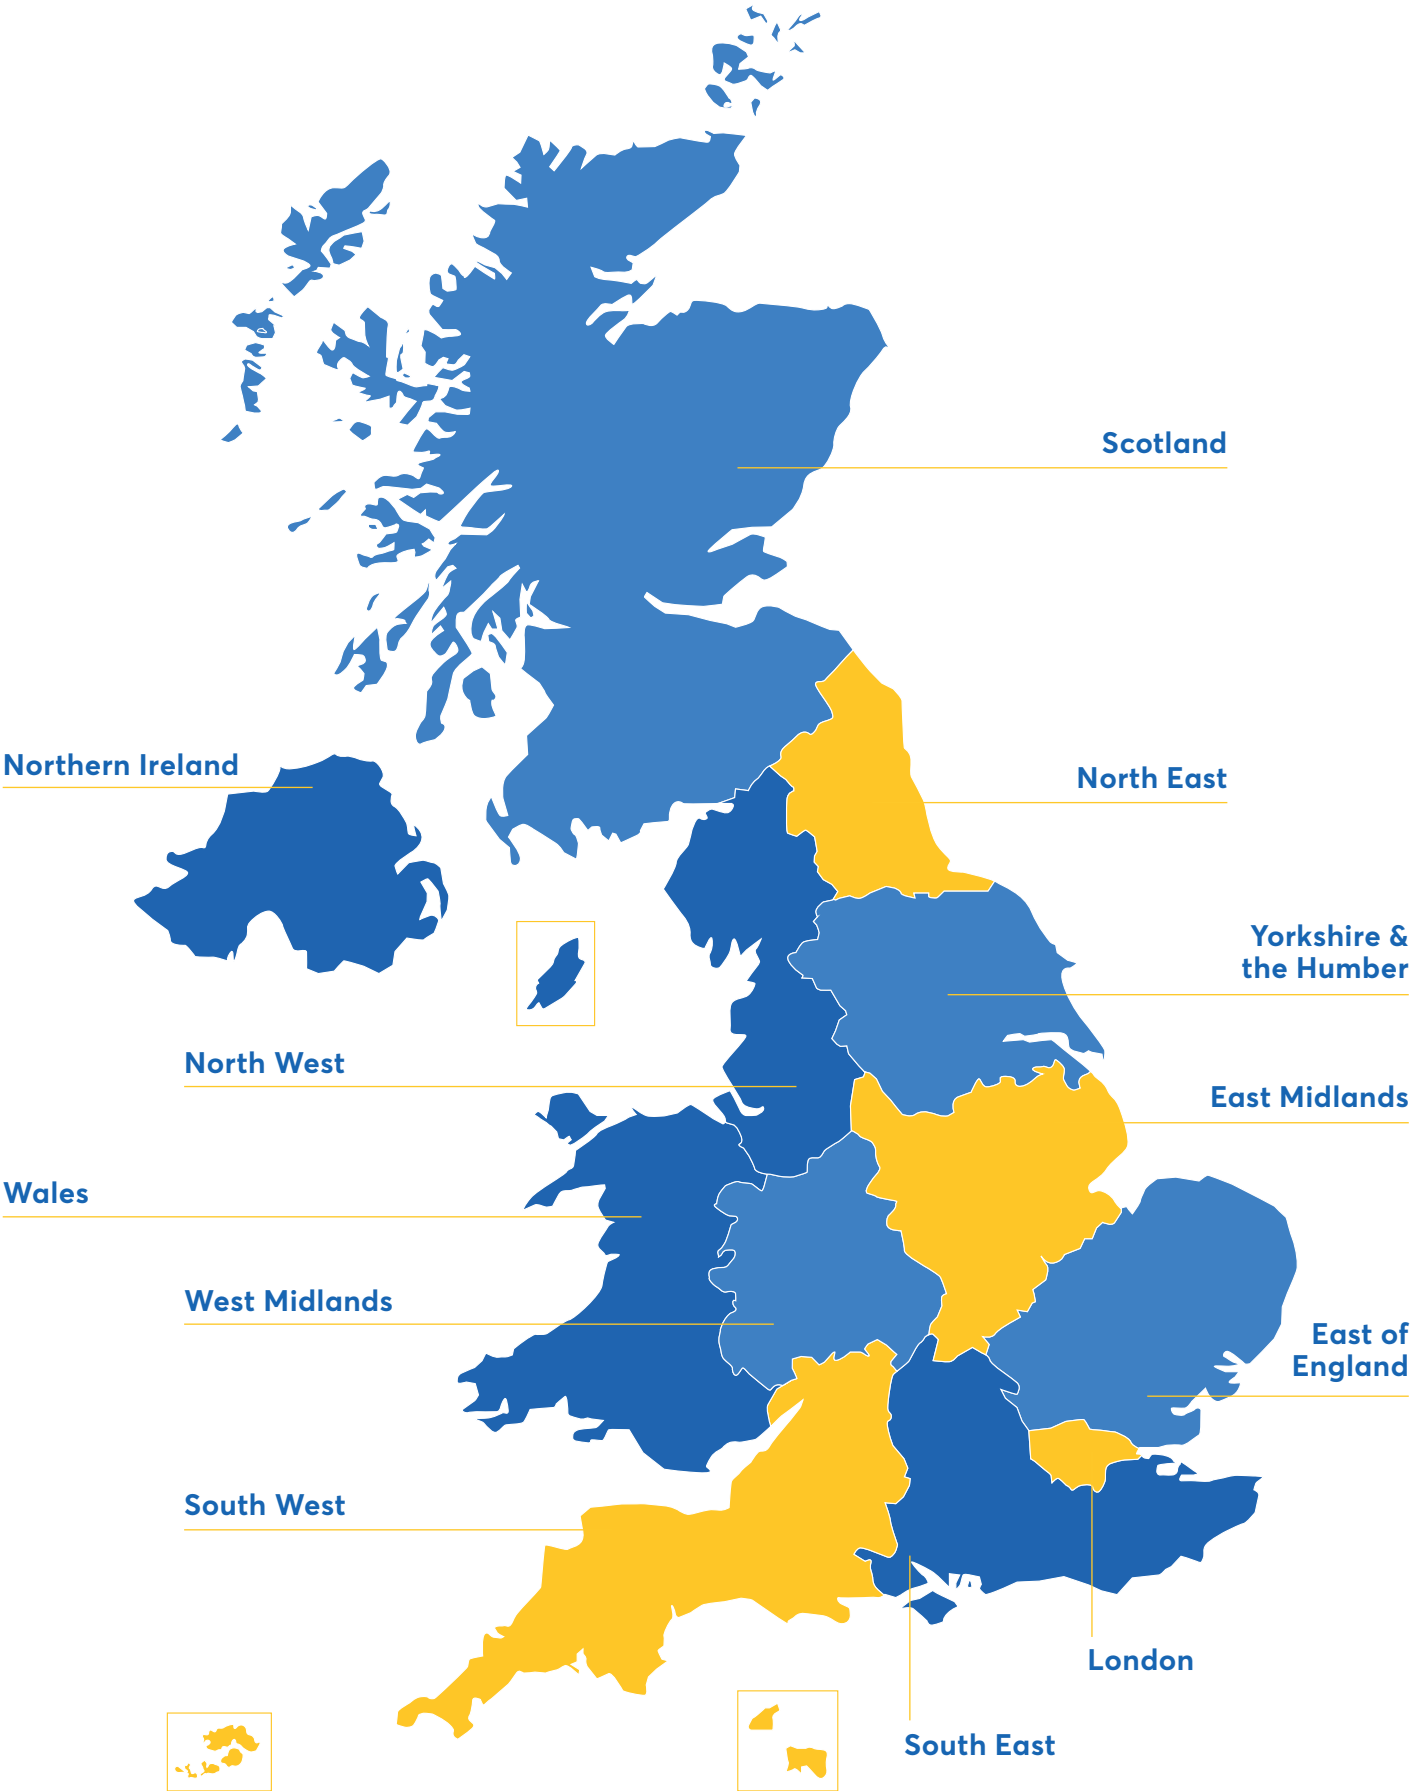 Scotland
Northern Ireland
North East
Yorkshire &
the Humber
North West
East Midlands
Wales
West Midlands
East of
England
South West
London
South East